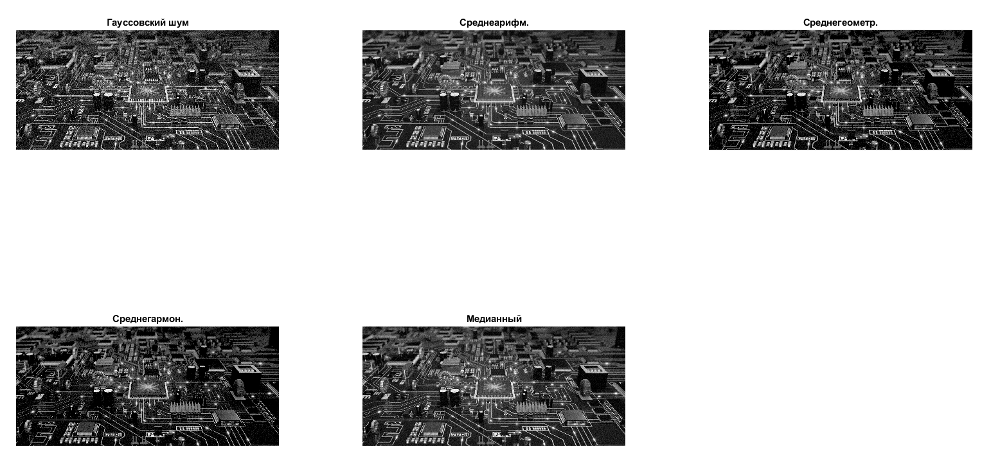 Гауссовский шум
Среднеарифм.
Среднегеометр.
Среднегармон.
Медианный